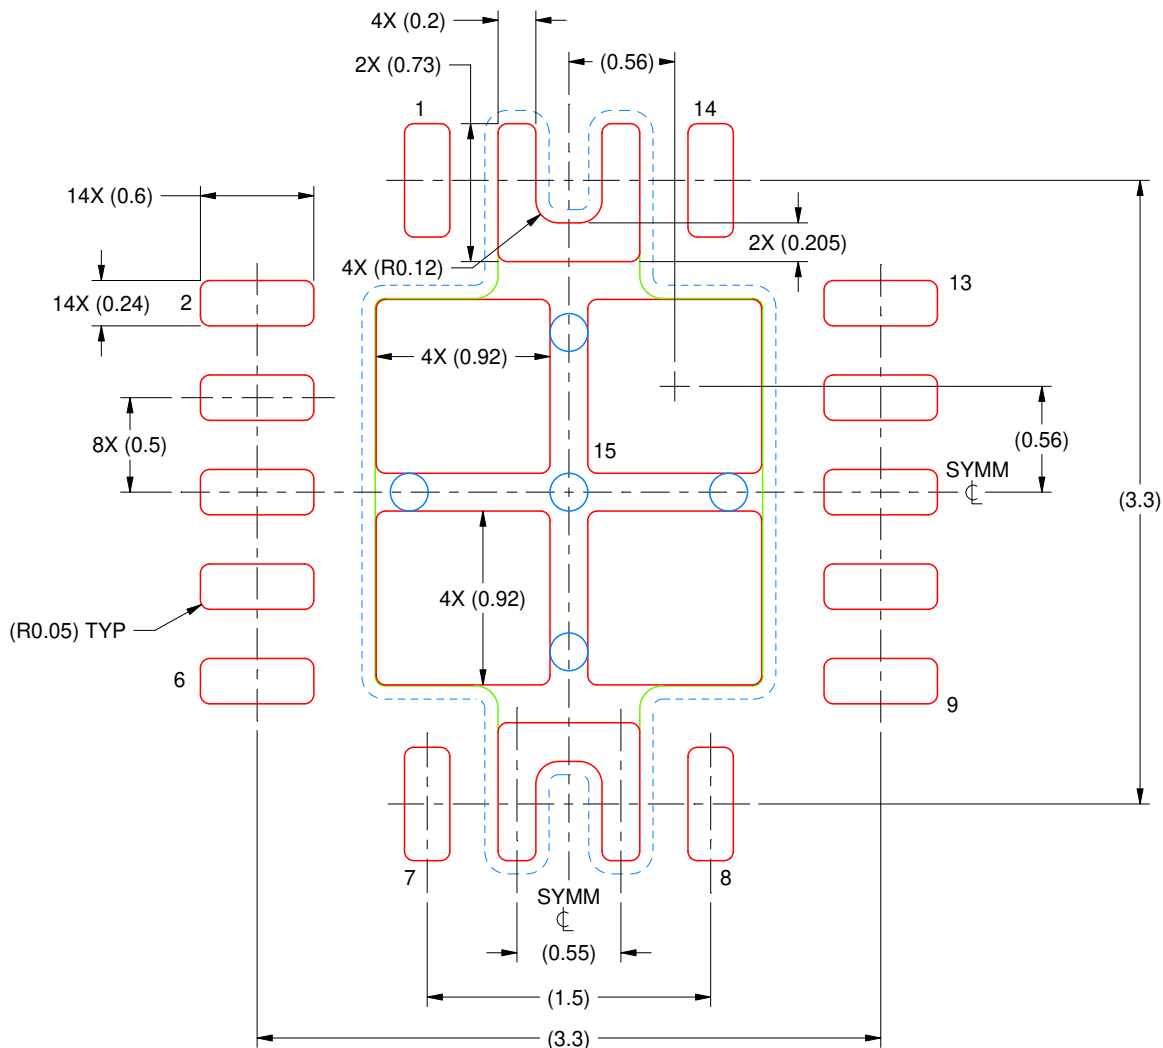 4X (0.2)
(0.56)
2X (0.73)
1
14
14X (0.6)
2X (0.205)
4X (R0.12)
13
2
14X (0.24)
4X (0.92)
15
(0.56)
8X (0.5)
SYMM
℄
(3.3)
4X (0.92)
(R0.05) TYP
6
9
7
8
SYMM
℄
(0.55)
(1.5)
(3.3)